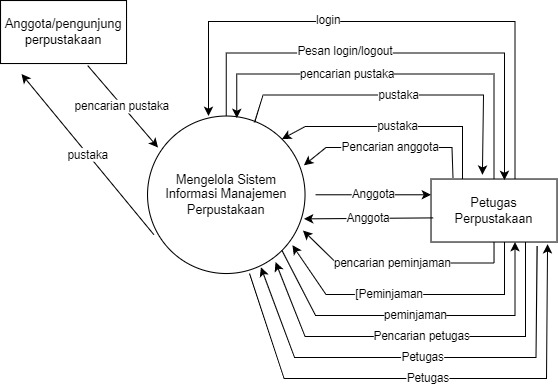 Anggota/pengunjung
perpustakaan
login
Pesan login/logout
pencarian pustaka
pustaka
pencarian pustaka
pustaka
pustaka
Pencarian anggota
Mengelola Sistem
Informasi Manajemen
Perpustakaan
Anggota
Petugas
Perpustakaan
Anggota
pencarian peminjaman
[Peminjaman
peminjaman
Pencarian petugas
Petugas
Petugas